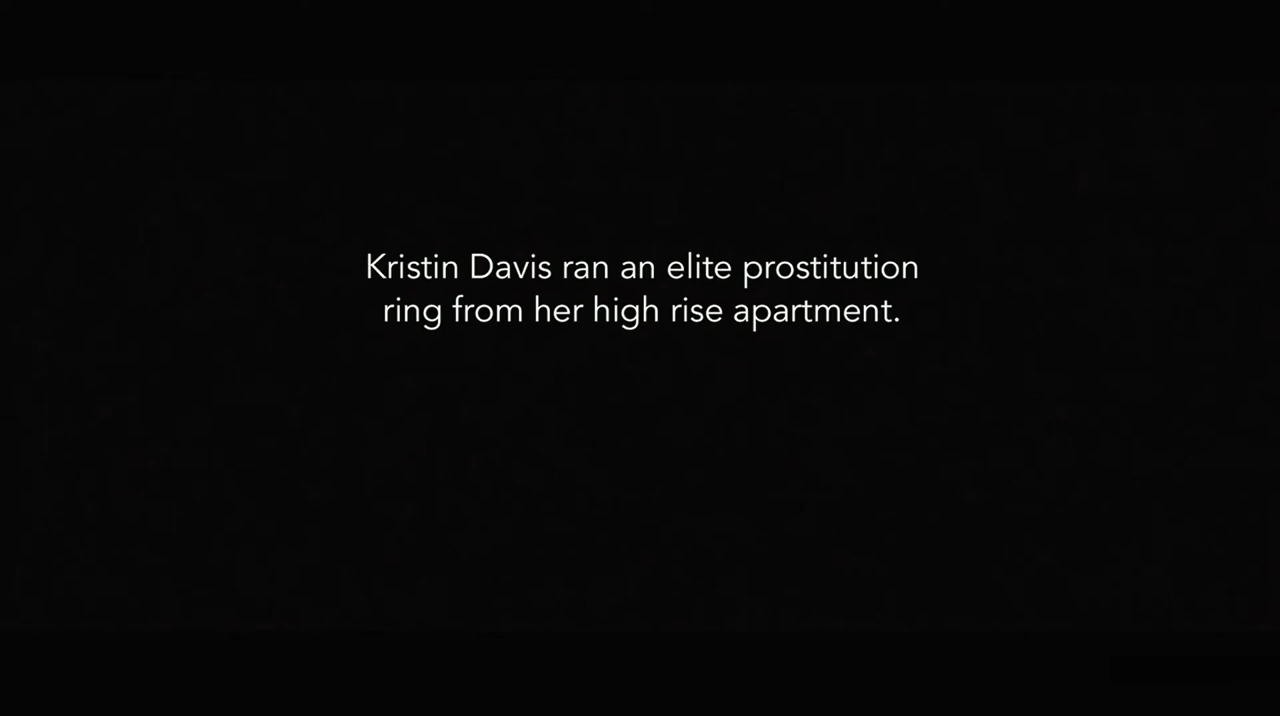 Kristin Davis ran an elite prostitution
ring from her high rise apartment.